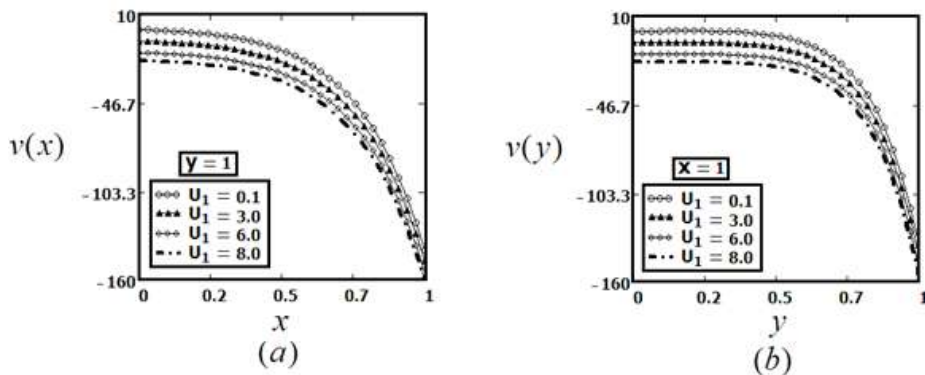 10
-46.7
v(x)
-103.3
-160
y = 1
U₁ = 0.1
U₁ = 3.0
U₁ = 6.0
U₁ = 8.0
0 0.2 0.5 0.7 1
x
(a)
10
-46.7
v(y)
-103.3
-160
x = 1
U₁ = 0.1
U₁ = 3.0
U₁ = 6.0
U₁ = 8.0
0 0.2 0.5 0.7 1
y
(b)